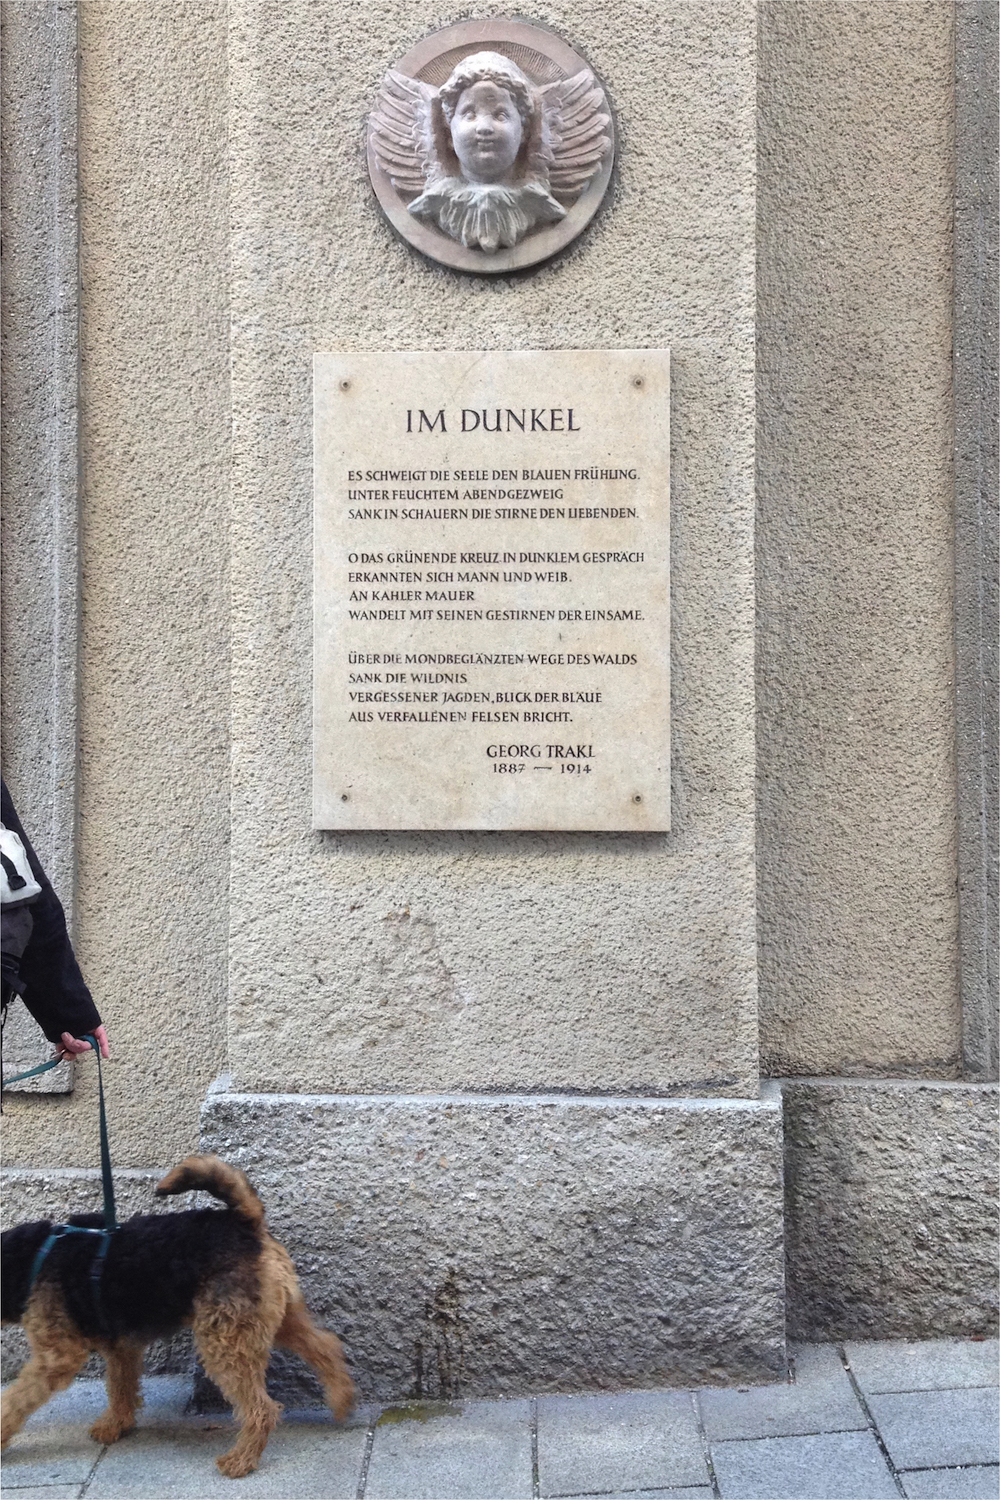 IM DUNKEL
ES SCHWEIGT DIE SEELE DEN BLAUEN FRÜHLING.
UNTER FEUCHTEM ABENDGEZWEIG
SANK IN SCHAUERN DIE STIRNE DEN LIEBENDEN.
O DAS GRÜNENDE KREUZ. IN DUNKLEM GESPRÄCH
ERKANNTEN SICH MANN UND WEIB.
AN KAHLER MAUER
WANDELT MIT SEINEN GESTIRNEN DER EINSAME.
ÜBER DIE MONDBEGLÄNZTEN WEGE DES WALDS
SANK DIE WILDNIS
VERGESSENER JAGDEN, BLICK DER BLÄUE
AUS VERFALLENEN FELSEN BRICHT.
GEORG TRAKL
1887 — 1914